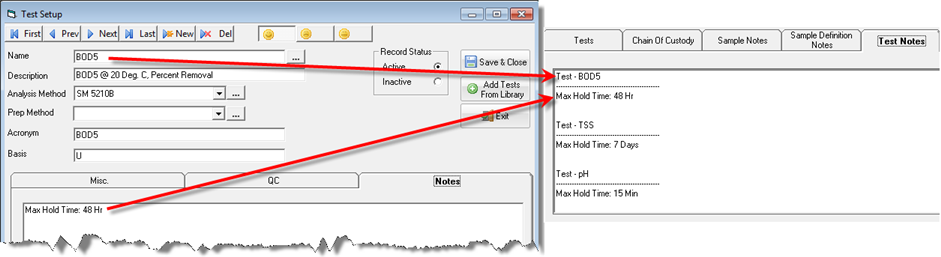 Test Setup
First Prev Next Last New Del
Name BOD5 ...
Description BOD5 @ 20 Deg. C, Percent Removal
Analysis Method SM 5210B ...
Prep Method ...
Acronym BOD5
Basis U
Record Status
Active
Inactive
Save & Close
Add Tests
From Library
Exit
Misc. QC Notes
Max Hold Time: 48 Hr
Tests Chain Of Custody Sample Notes Sample Definition Notes Test Notes
Test - BOD5
Max Hold Time: 48 Hr
Test - TSS
Max Hold Time: 7 Days
Test - pH
Max Hold Time: 15 Min